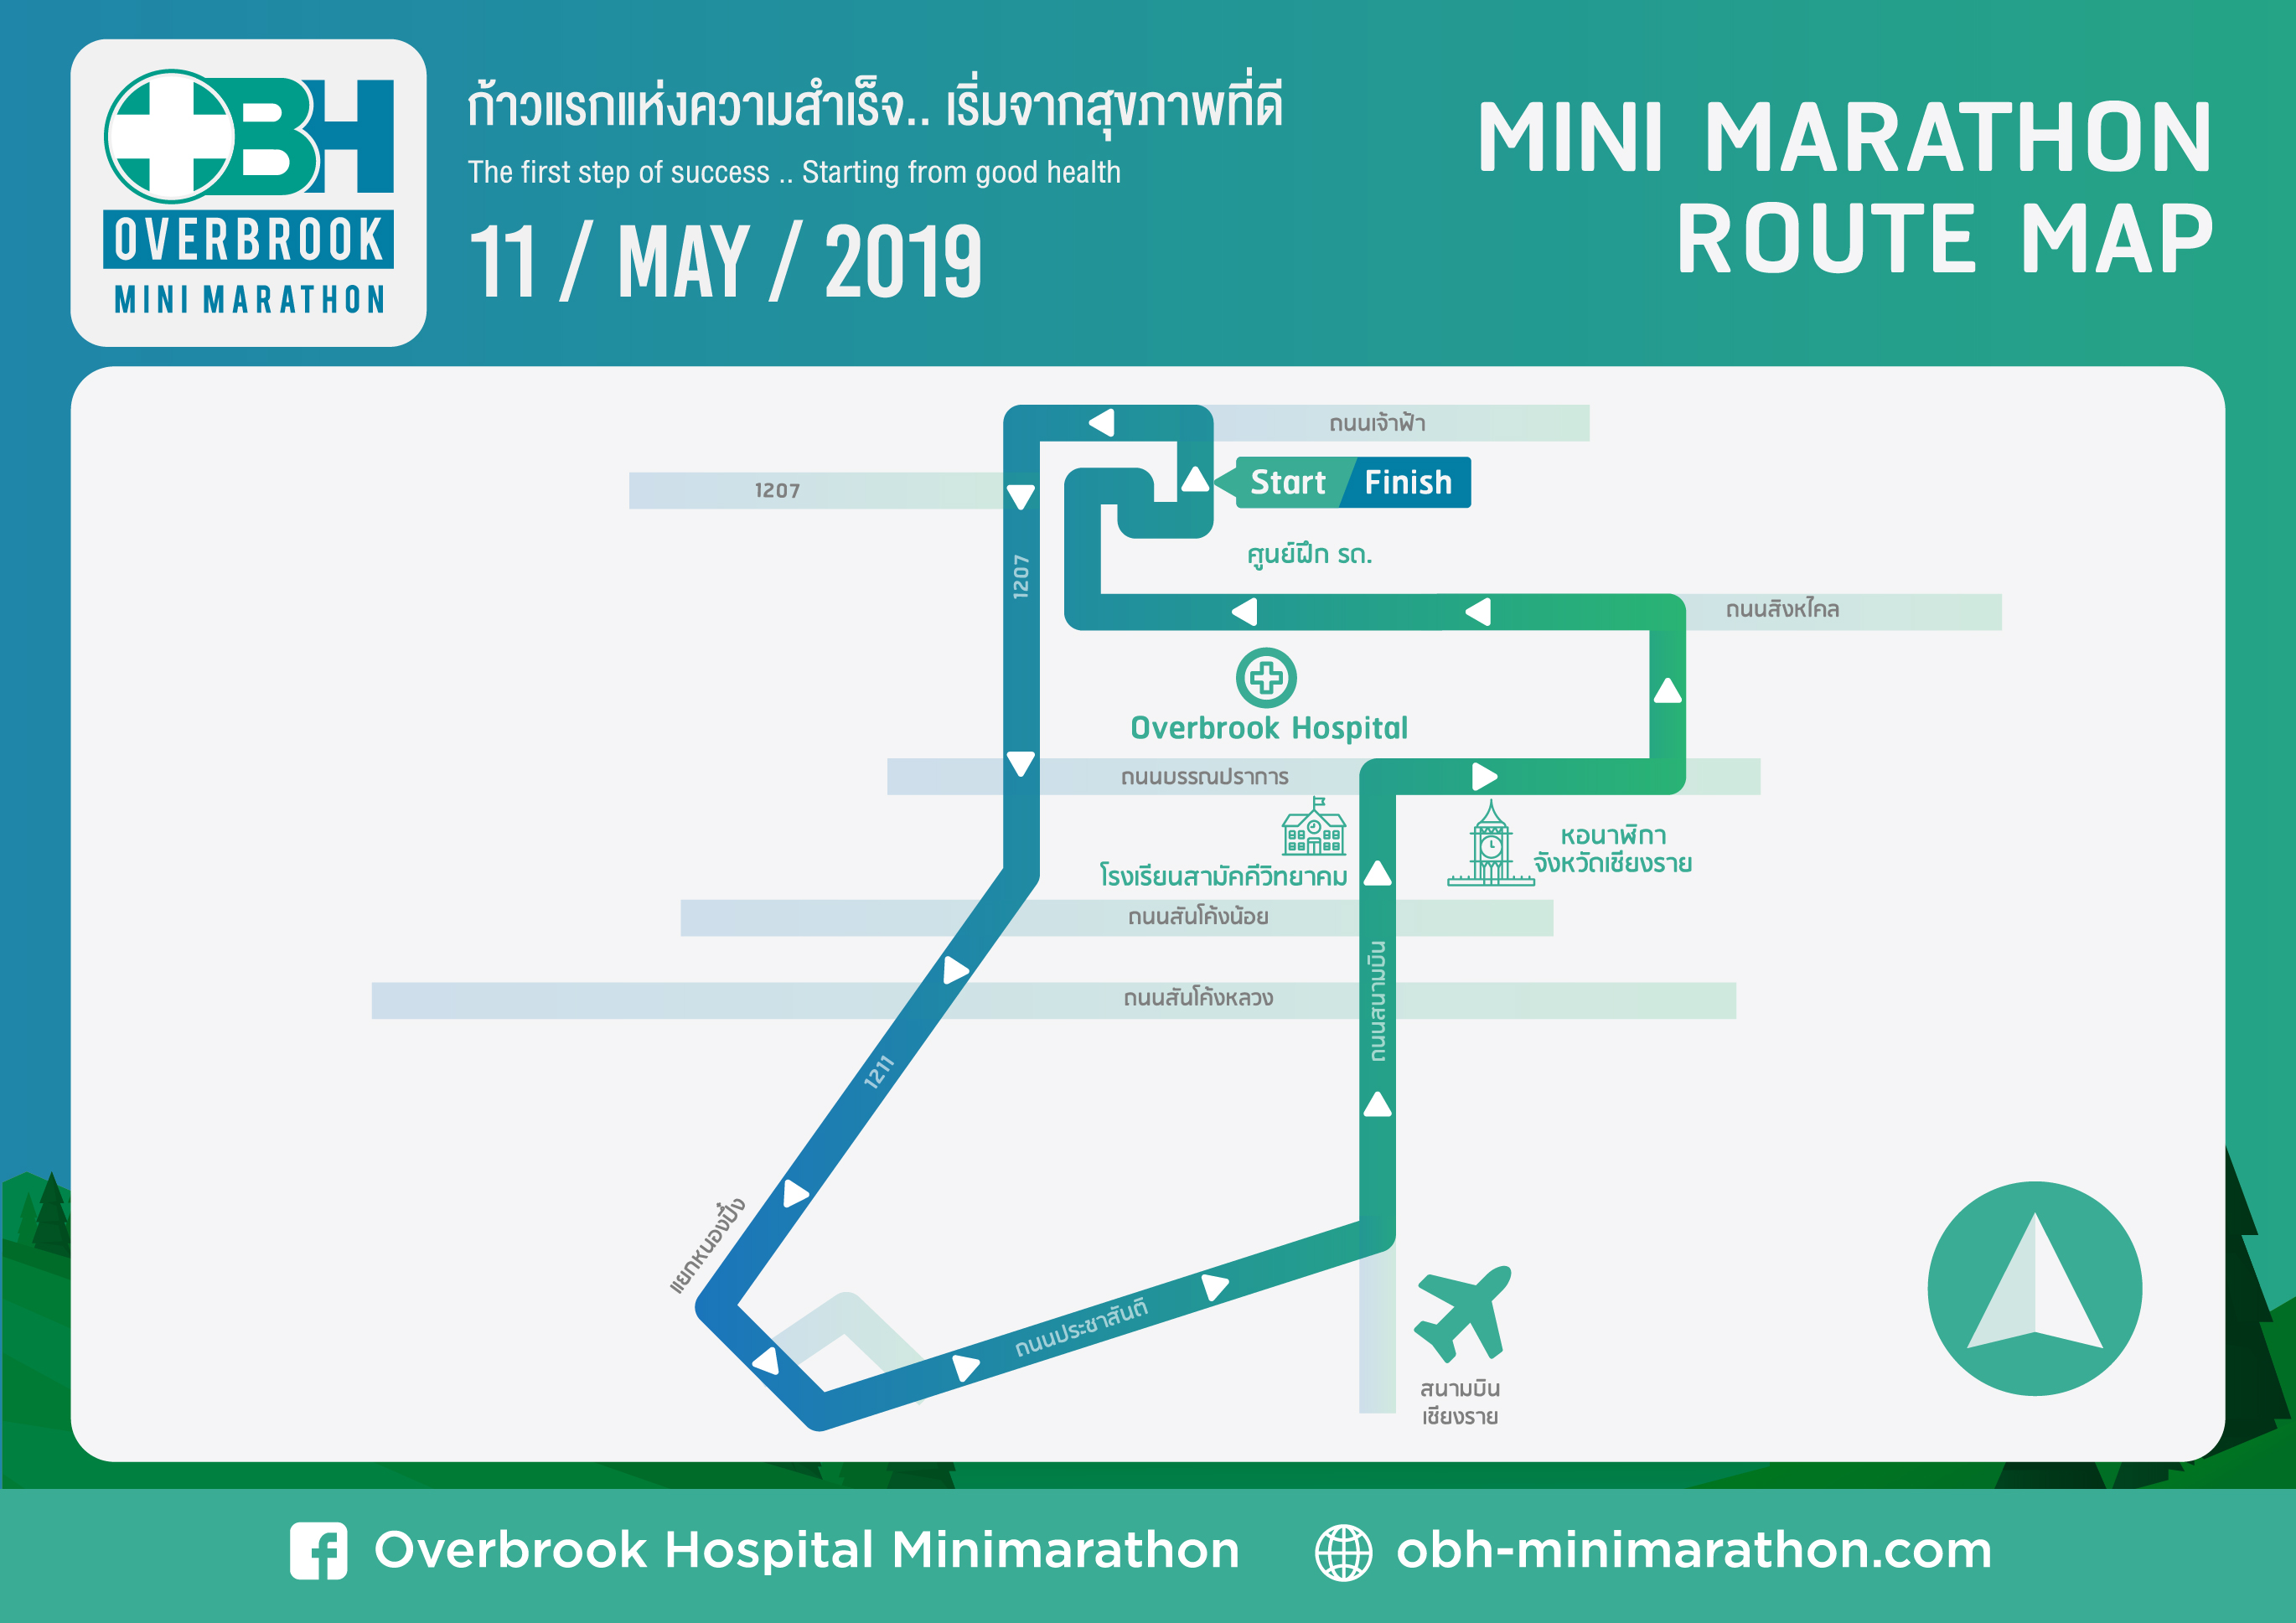 OBH
OVERBROOK
MINI MARATHON
ก้าวแรกแห่งความสำเร็จ.. เริ่มจากสุขภาพที่ดี
The first step of success .. Starting from good health
11 / MAY / 2019
MINI MARATHON
ROUTE MAP
ถนนเจ้าฟ้า
1207
Start Finish
1207
ศูนย์ฝึก รด.
ถนนสิงหไคล
Overbrook Hospital
ถนนบรรณปราการ
หอนาฬิกา
จังหวัดเชียงราย
โรงเรียนสามัคคีวิทยาคม
ถนนสันโค้งน้อย
ถนนสันโค้งหลวง
ถนนสนามบิน
1211
แยกหนองปึ๋ง
ถนนประชาสันติ
สนามบิน
เชียงราย
Overbrook Hospital Minimarathon
obh-minimarathon.com